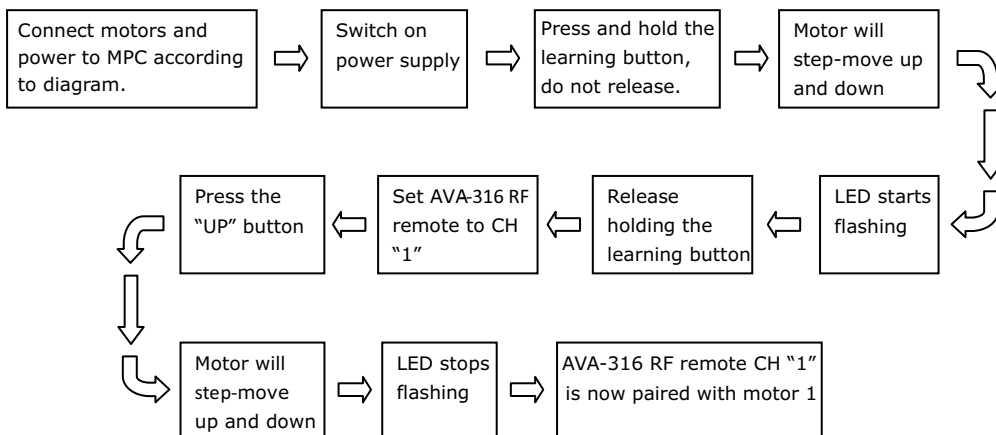 Connect motors and
power to MPC according
to diagram.
Switch on
power supply
Press and hold the
learning button,
do not release.
Motor will
step-move up
and down
LED starts
flashing
Release
holding the
learning button
Set AVA-316 RF
remote to CH
“1”
Press the
“UP” button
Motor will
step-move
up and down
LED stops
flashing
AVA-316 RF remote CH “1”
is now paired with motor 1